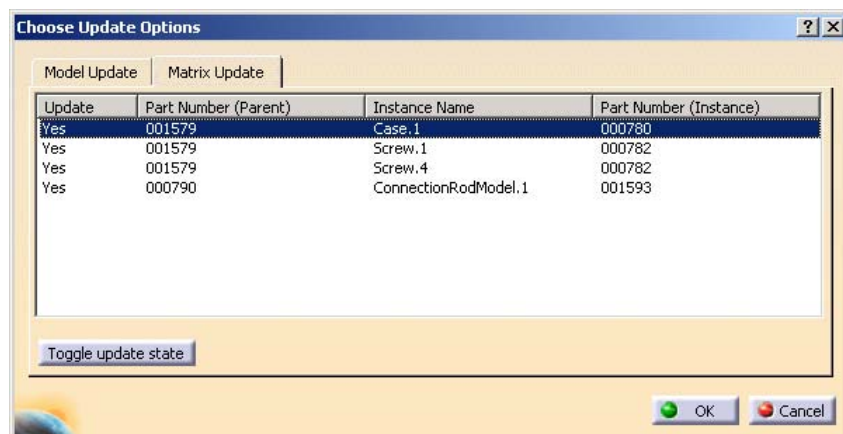 Choose Update Options ? X
Model Update Matrix Update
Update Part Number (Parent) Instance Name Part Number (Instance)
Yes 001579 Case.1 000780
Yes 001579 Screw.1 000782
Yes 001579 Screw.4 000782
Yes 000790 ConnectionRodModel.1 001593
Toggle update state
OK Cancel